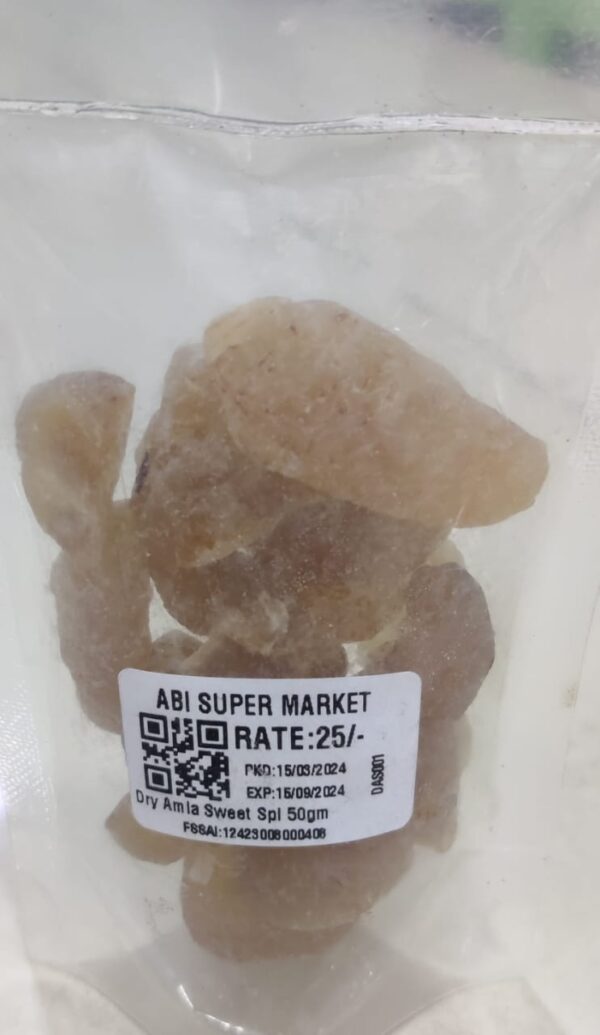 ABI SUPER MARKET
RATE:25/-
PKD:15/03/2024
EXP:15/09/2024
DAS001
Dry Amla Sweet Spl 50gm
FSSAI:12423008000408